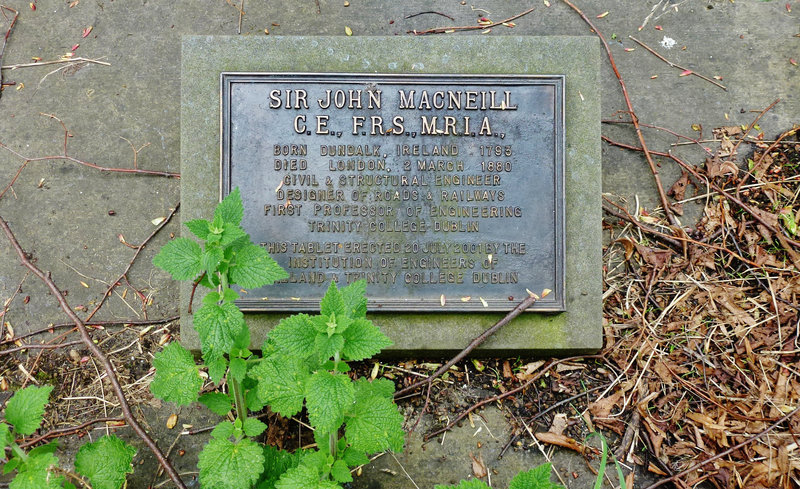 SIR JOHN MACNEILL
C.E., F.R.S., M.R.I.A.,
BORN DUNDALK, IRELAND 1793
DIED LONDON, 2 MARCH 1880
CIVIL & STRUCTURAL ENGINEER
DESIGNER OF ROADS & RAILWAYS
FIRST PROFESSOR OF ENGINEERING
TRINITY COLLEGE DUBLIN
THIS TABLET ERECTED 20 JULY 2001 BY THE
INSTITUTION OF ENGINEERS OF
& TRINITY COLLEGE DUBLIN